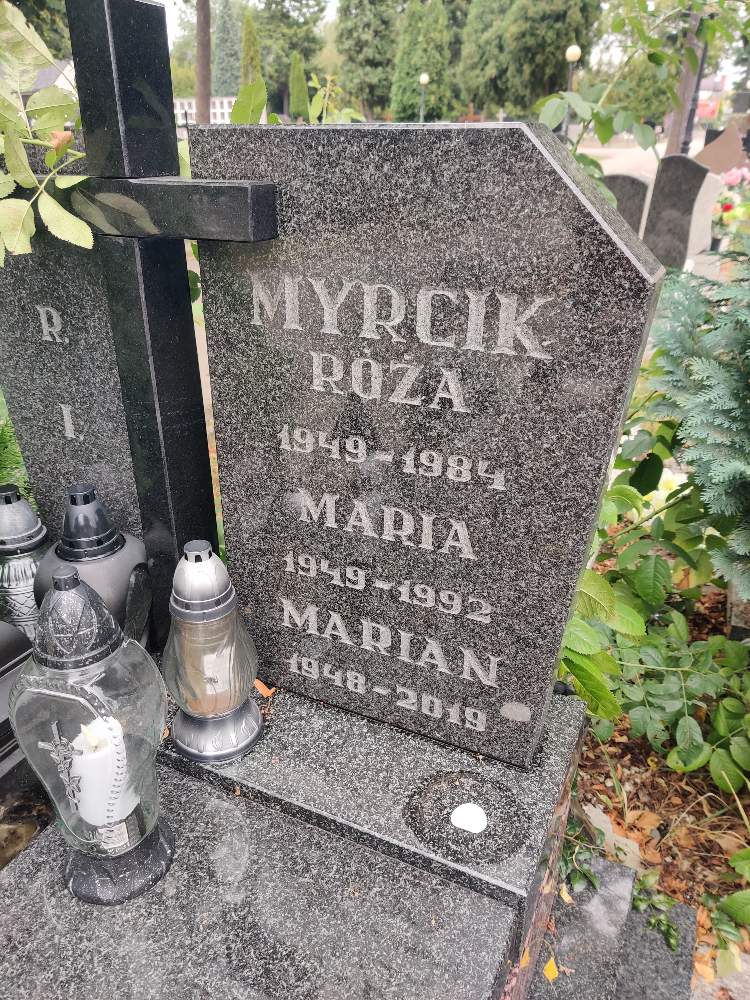 R.
I.
MYRCIK
RÓŻA
1949-1984
MARIA
1949-1992
MARIAN
1948-2019